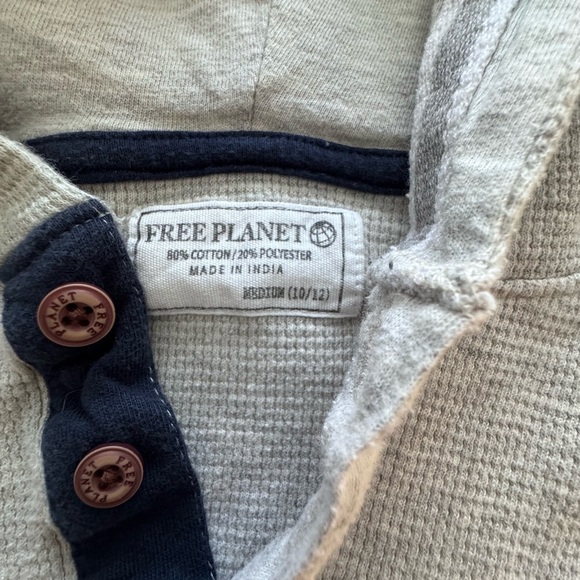 FREE PLANET
80% COTTON/20% POLYESTER
MADE IN INDIA
MEDIUM (10/12)
PLANET FREE
PLANET FREE